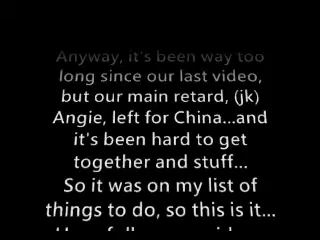 Anyway, it's been way too
long since our last video,
but our main retard, (jk)
Angie, left for China...and
it's been hard to get
together and stuff...
So it was on my list of
things to do, so this is it...